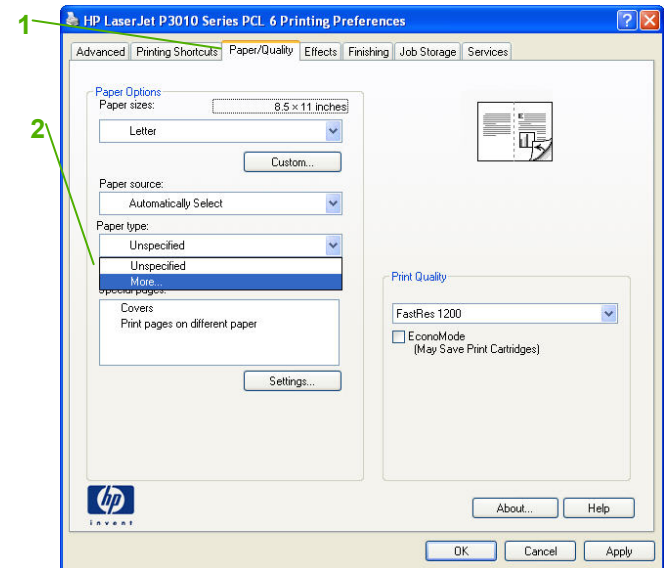 HP LaserJet P3010 Series PCL 6 Printing Preferences
1
Advanced Printing Shortcuts Paper/Quality Effects Finishing Job Storage Services
Paper Options
Paper sizes: 8.5 × 11 inches
Letter
2
Custom...
Paper source:
Automatically Select
Paper type:
Unspecified
Unspecified
More...
Special pages:
Covers
Print pages on different paper
Settings...
Print Quality
FastRes 1200
EconoMode
(May Save Print Cartridges)
hp
invent
About... Help
OK Cancel Apply